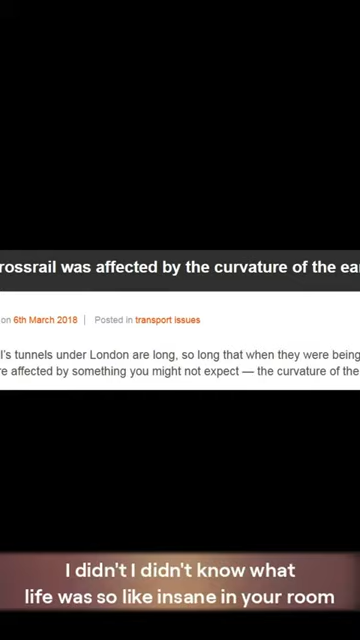 rossrail was affected by the curvature of the ea
on 6th March 2018 | Posted in transport issues
l's tunnels under London are long, so long that when they were being
re affected by something you might not expect — the curvature of the
I didn't I didn't know what
life was so like insane in your room